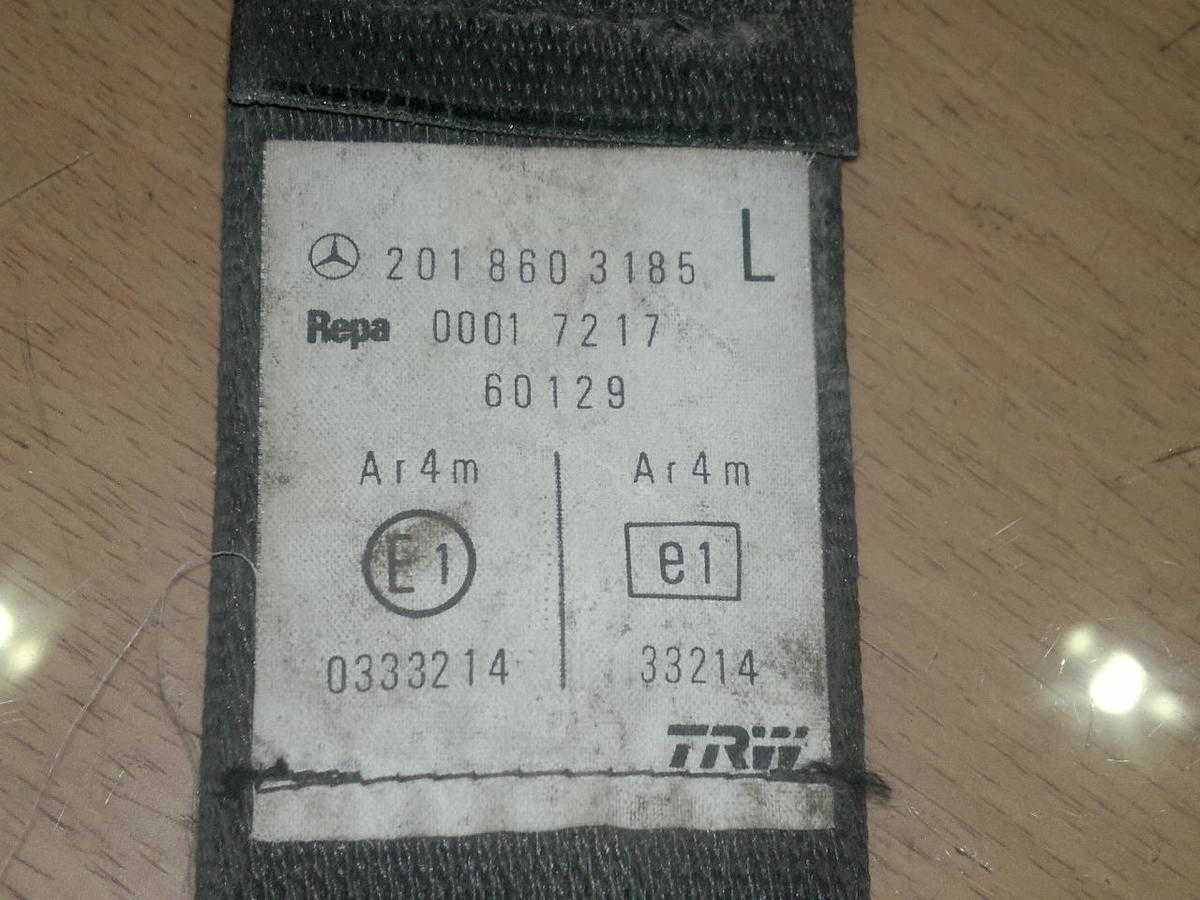 201 860 3185 L
Repa 0001 7217
60129
Ar4m Ar4m
E1 e1
0333214 33214
TRW